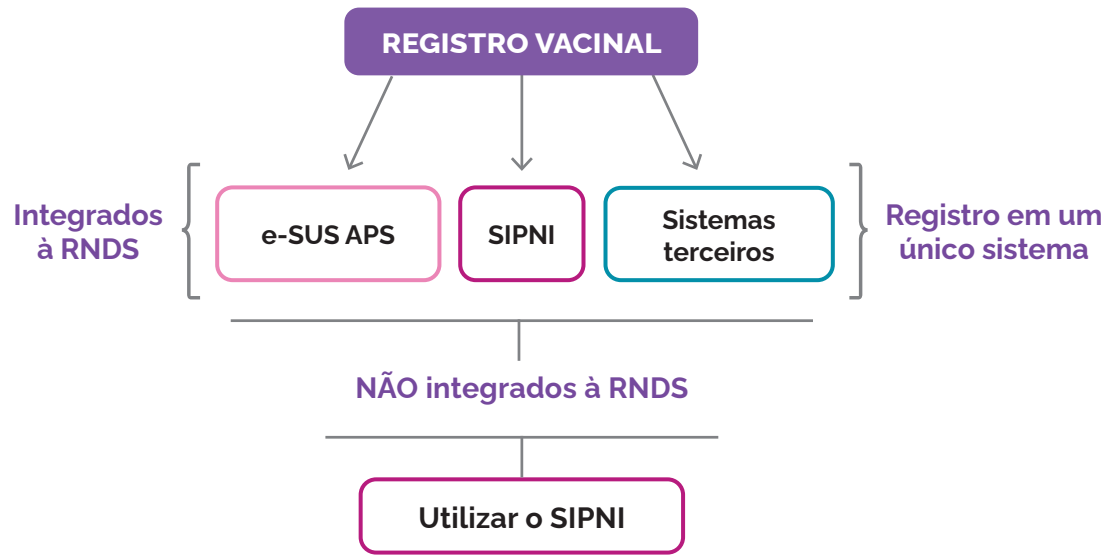 REGISTRO VACINAL
Integrados
à RNDS
e-SUS APS
SIPNI
Sistemas
terceiros
Registro em um
único sistema
NÃO integrados à RNDS
Utilizar o SIPNI